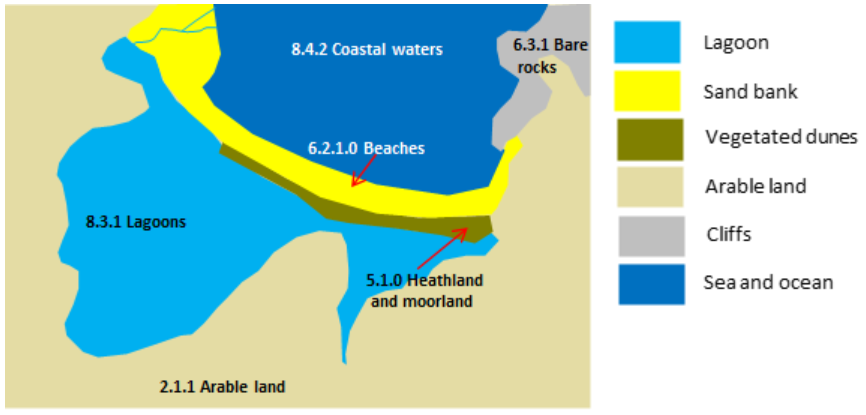 8.4.2 Coastal waters
6.3.1 Bare
rocks
6.2.1.0 Beaches
8.3.1 Lagoons
5.1.0 Heathland
and moorland
2.1.1 Arable land
Lagoon
Sand bank
Vegetated dunes
Arable land
Cliffs
Sea and ocean